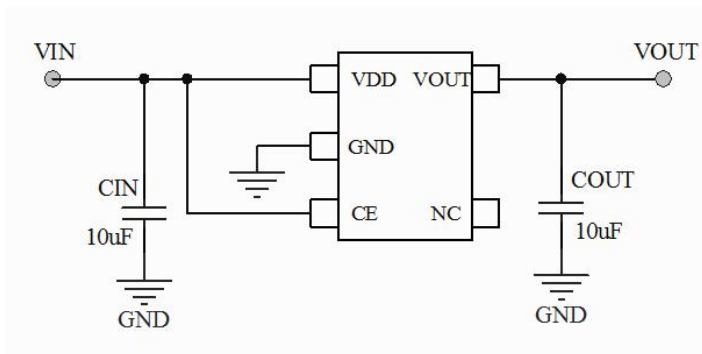 VIN
VOUT
VDD VOUT
GND
CIN
COUT
CE NC
10uF
10uF
GND
GND